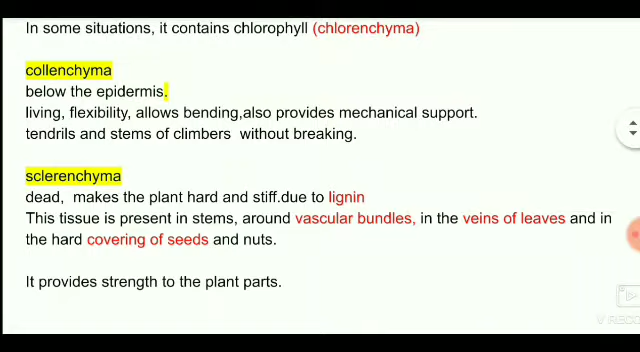 In some situations, it contains chlorophyll (chlorenchyma)
collenchyma
below the epidermis.
living, flexibility, allows bending,also provides mechanical support.
tendrils and stems of climbers without breaking.
sclerenchyma
dead, makes the plant hard and stiff.due to lignin
This tissue is present in stems, around vascular bundles, in the veins of leaves and in
the hard covering of seeds and nuts.
It provides strength to the plant parts.